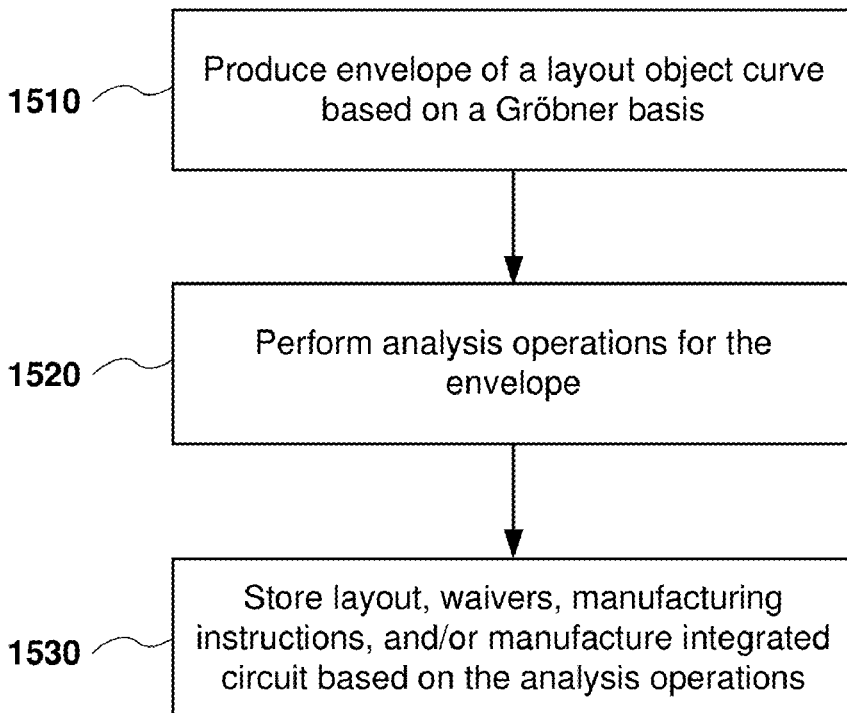 1510
Produce envelope of a layout object curve
based on a Gröbner basis
1520
Perform analysis operations for the
envelope
1530
Store layout, waivers, manufacturing
instructions, and/or manufacture integrated
circuit based on the analysis operations